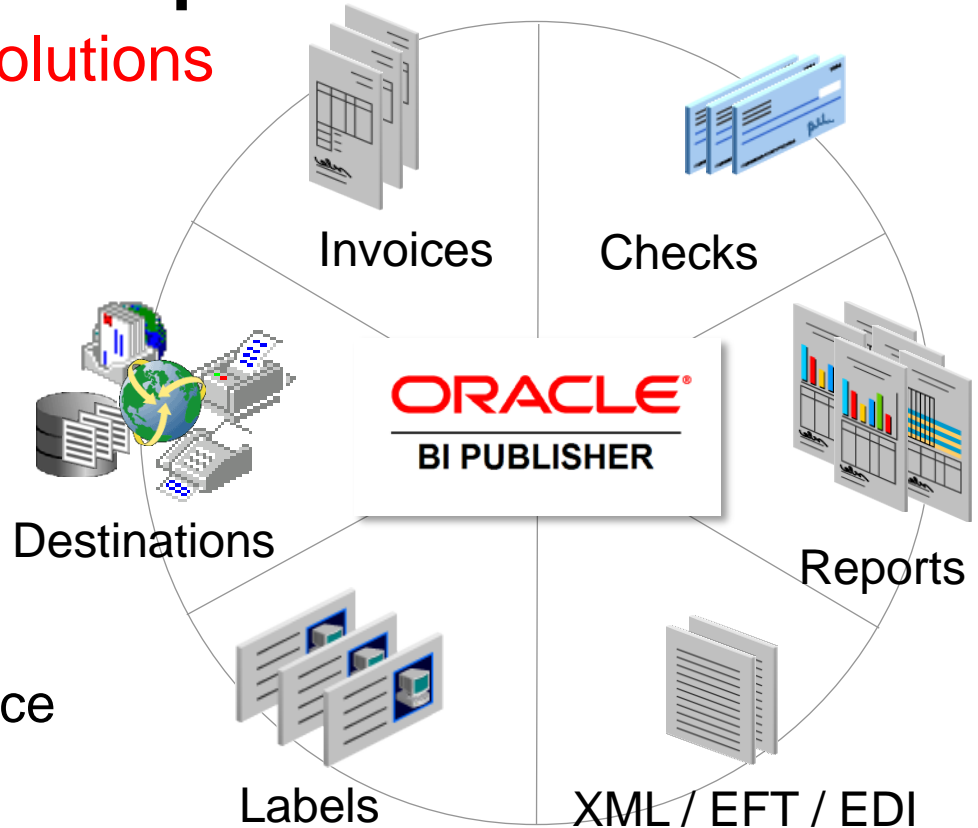 olutions
Invoices
Checks
ORACLE®
BI PUBLISHER
Destinations
Reports
ce
Labels
XML / EFT / EDI